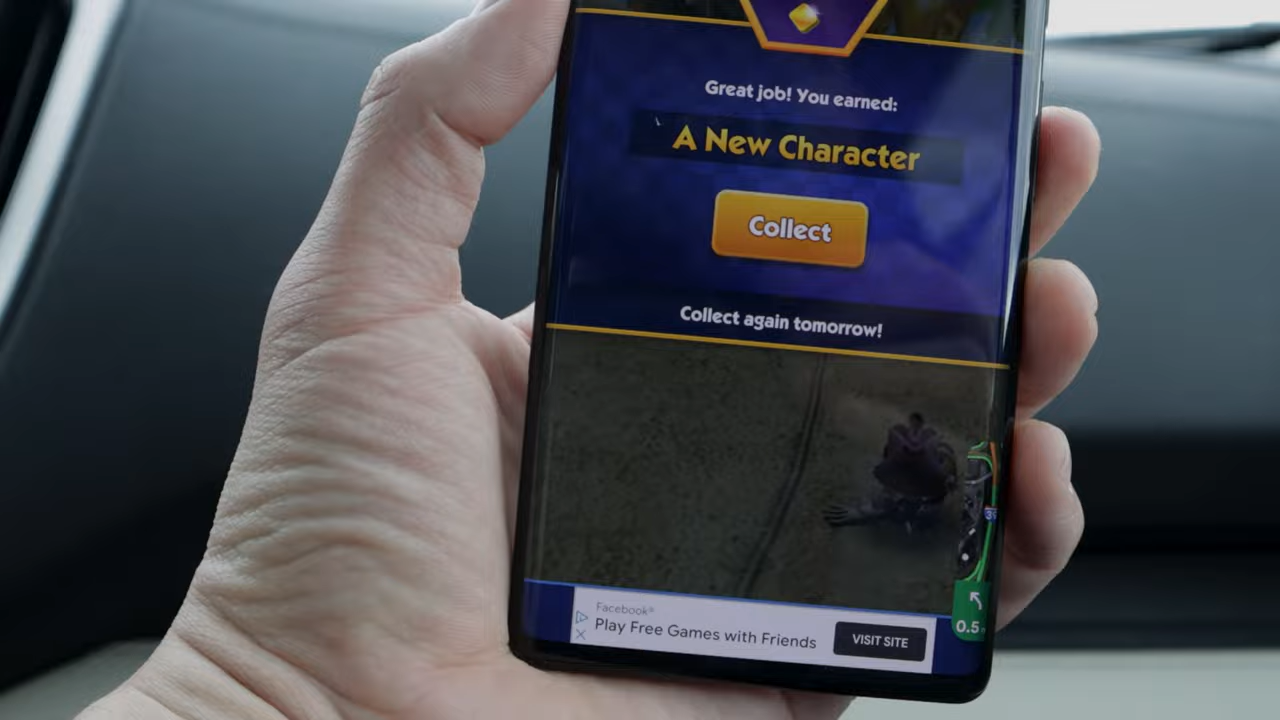 Great job! You earned:
A New Character
Collect
Collect again tomorrow!
Facebook®
Play Free Games with Friends
VISIT SITE
0.5